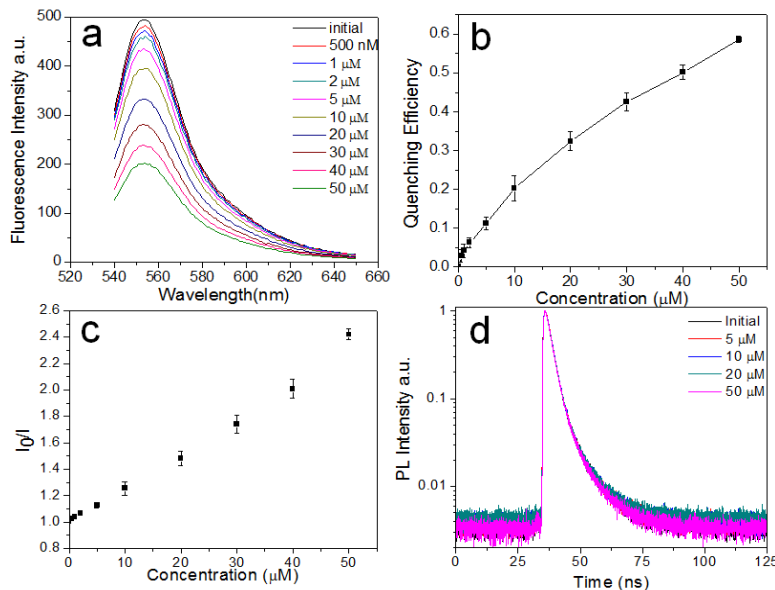 a
initial
500 nM
1 μM
2 μM
5 μM
10 μM
20 μM
30 μM
40 μM
50 μM
Fluorescence Intensity a.u.
500
400
300
200
100
0
520 540 560 580 600 620 640 660
Wavelength(nm)
b
Quenching Efficiency
0.6
0.5
0.4
0.3
0.2
0.1
0.0
0 10 20 30 40 50
Concentration (μM)
c
I0/I
2.6
2.4
2.2
2.0
1.8
1.6
1.4
1.2
1.0
0.8
0 10 20 30 40 50
Concentration (μM)
d
Initial
5 μM
10 μM
20 μM
50 μM
PL Intensity a.u.
1
0.1
0.01
0 25 50 75 100 125
Time (ns)